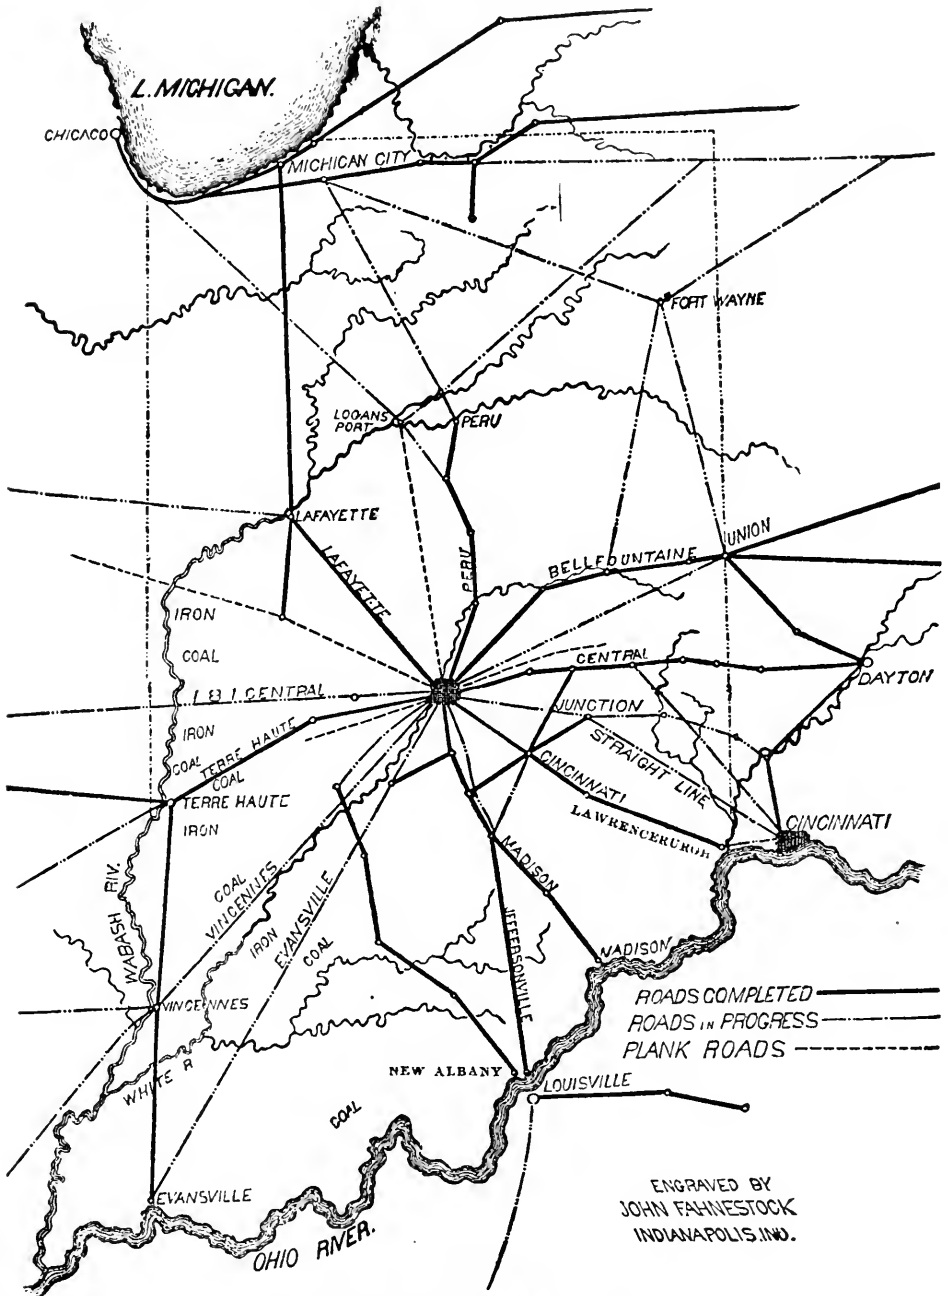 L. MICHIGAN.
CHICACO
MICHIGAN CITY
FORT WAYNE
LOGANS
PORT
PERU
LAFAYETTE
UNION
LAFAYETTE
PERU
BELLFOUNTAINE
IRON
COAL
CENTRAL
DAYTON
I & I. CENTRAL
JUNCTION
IRON
TERRE HAUTE
STRAIGHT LINE
COAL
COAL
CINCINNATI
TERRE HAUTE
LAWRENCEBURGH
CINCINNATI
IRON
MADISON
WABASH RIV.
COAL
VINCENNES
IRON
EVANSVILLE
COAL
JEFFERSONVILLE
MADISON
VINCENNES
ROADS COMPLETED
ROADS IN PROGRESS
PLANK ROADS
WHITE R
NEW ALBANY
LOUISVILLE
COAL
EVANSVILLE
OHIO RIVER.
ENGRAVED BY
JOHN FAHNESTOCK
INDIANAPOLIS, IND.